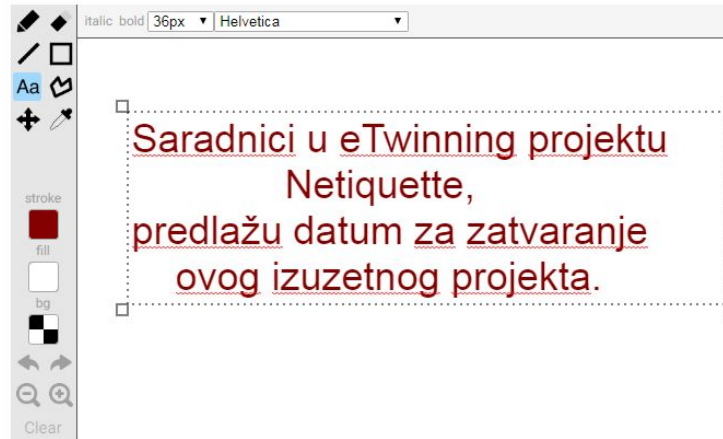 italic bold 36px Helvetica
Aa
Saradnici u eTwinning projektu
Netiquette,
predlažu datum za zatvaranje
ovog izuzetnog projekta.
stroke
fill
bg
Clear